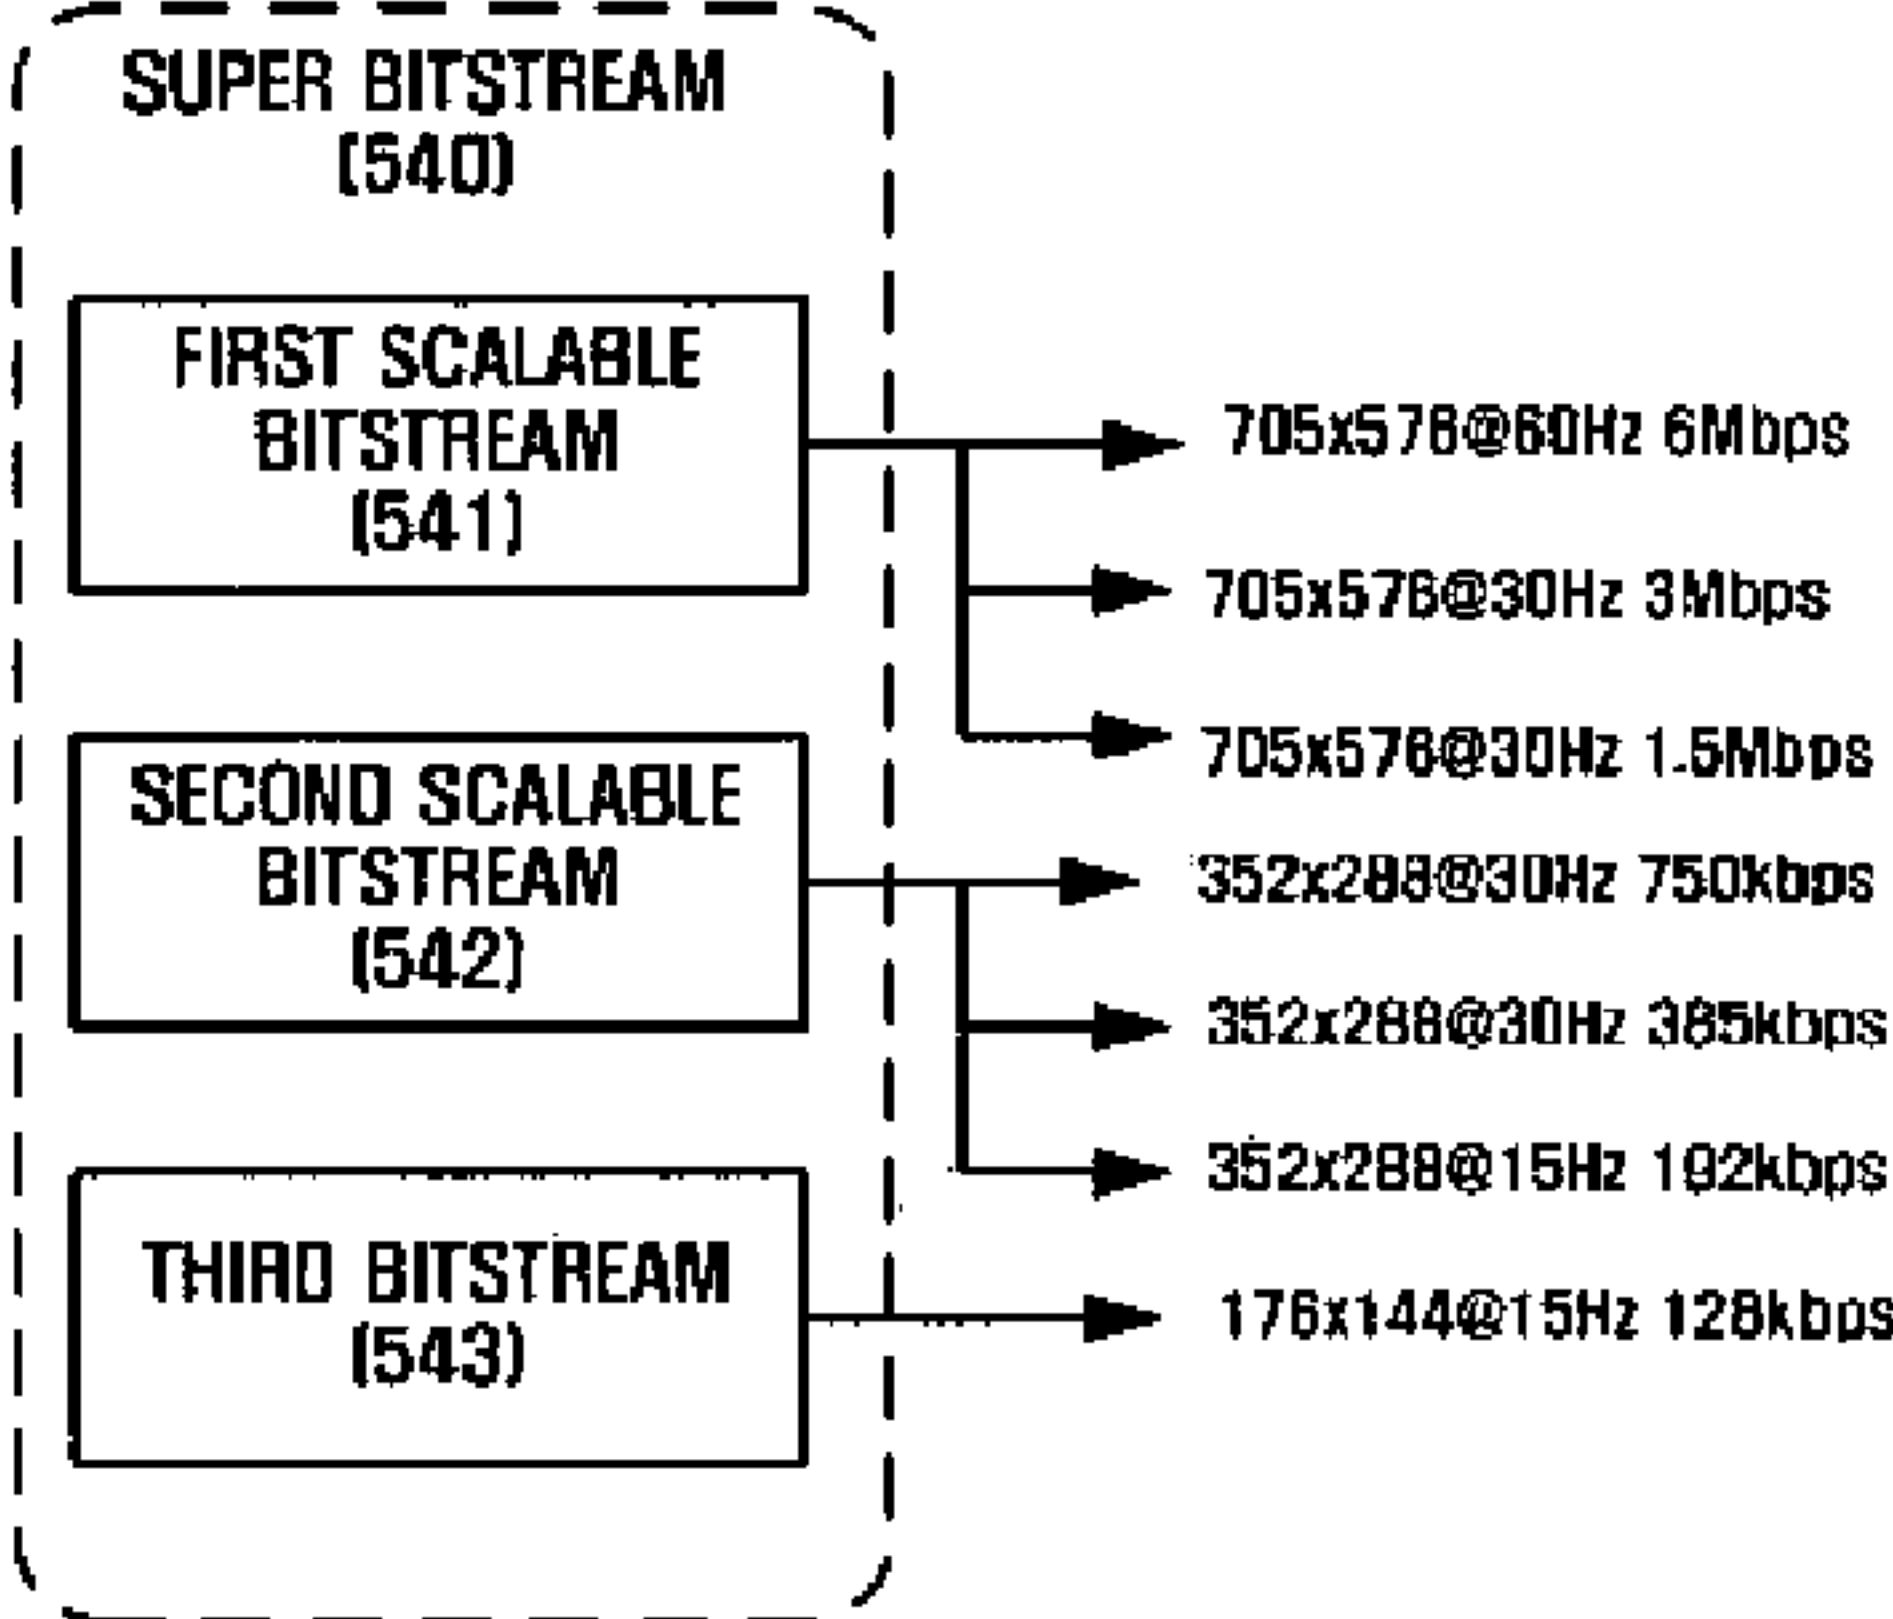 SUPER BITSTREAM
(540)
FIRST SCALABLE
BITSTREAM
(541)
705x576@60Hz 6Mbps
705x576@30Hz 3Mbps
705x576@30Hz 1.5Mbps
SECOND SCALABLE
BITSTREAM
(542)
352x288@30Hz 750kbps
352x288@30Hz 385kbps
352x288@15Hz 192kbps
THIRD BITSTREAM
(543)
176x144@15Hz 128kbps